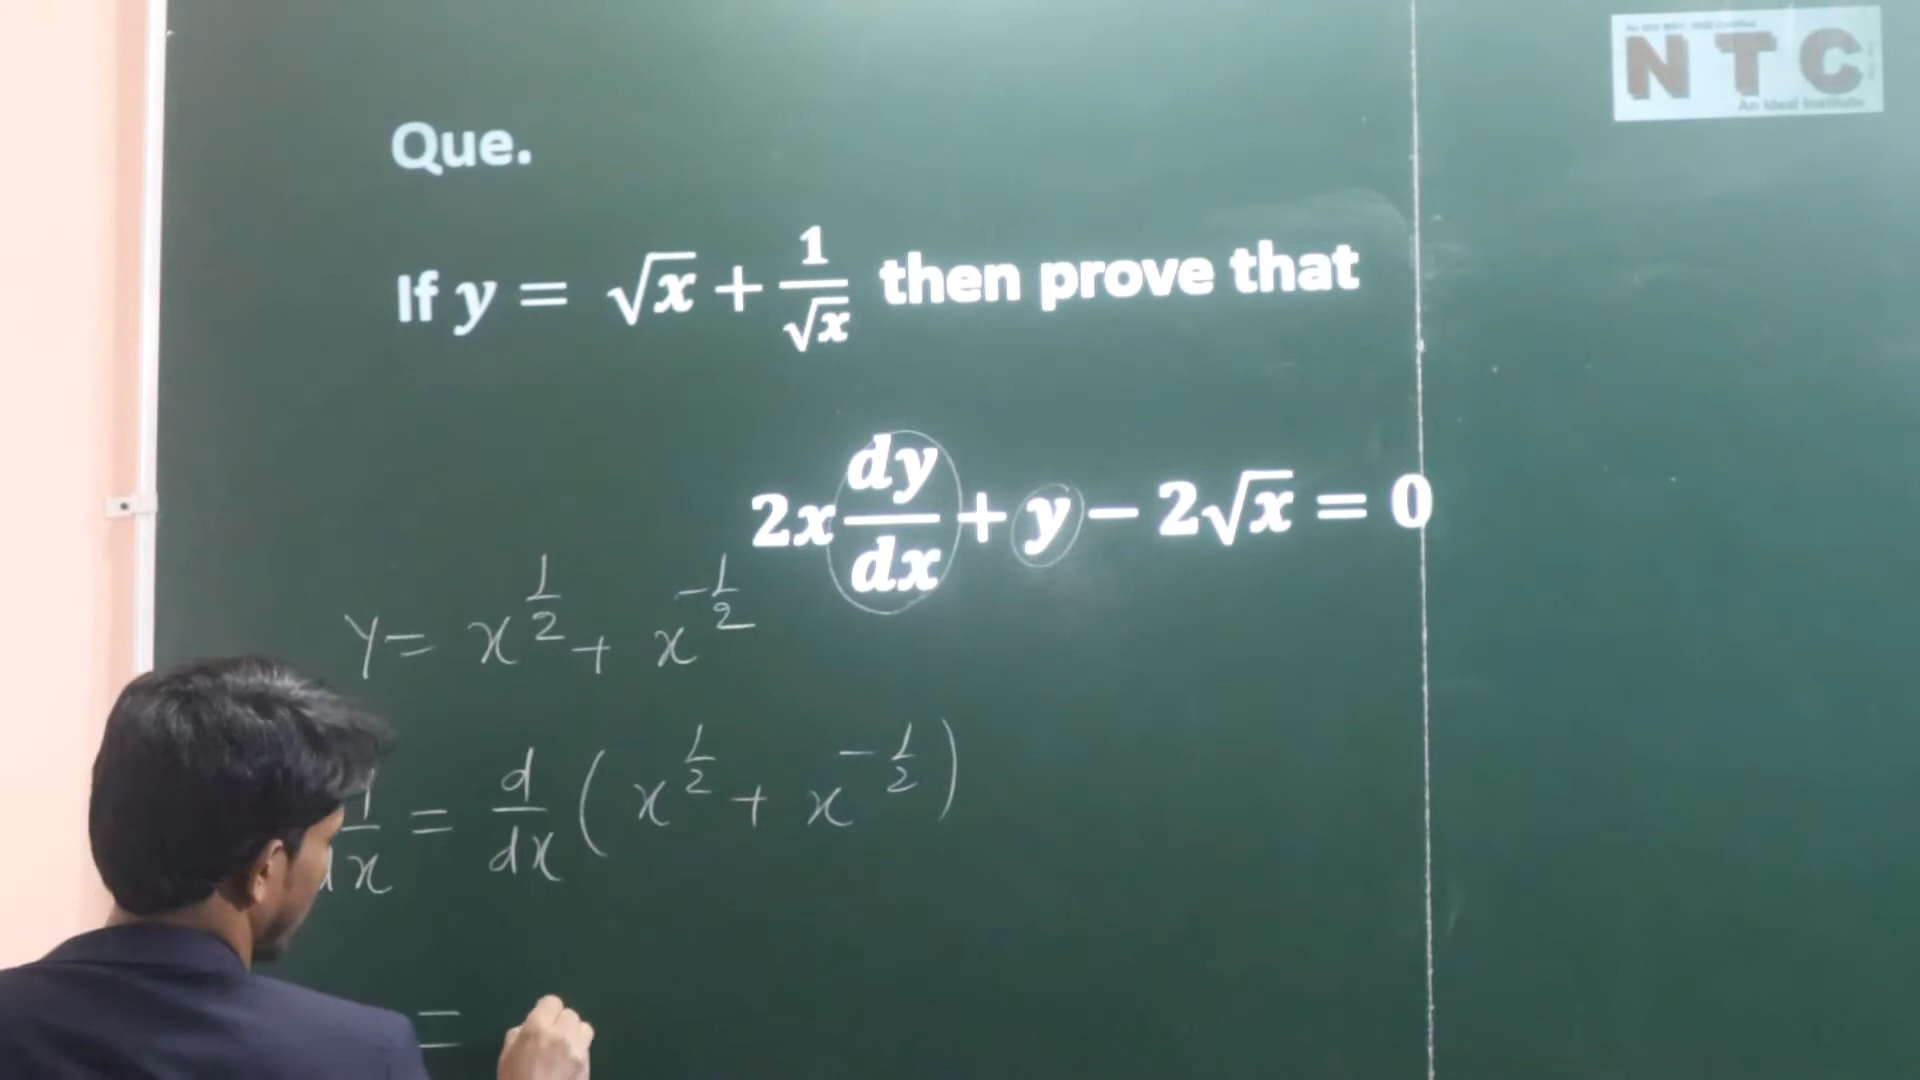 NTC
An Ideal Institute
Que.
If y = √x + 1/√x then prove that
2x dy/dx + y − 2√x = 0
y = x^{1/2} + x^{-1/2}
= d/dx ( x^{1/2} + x^{-1/2} )
=